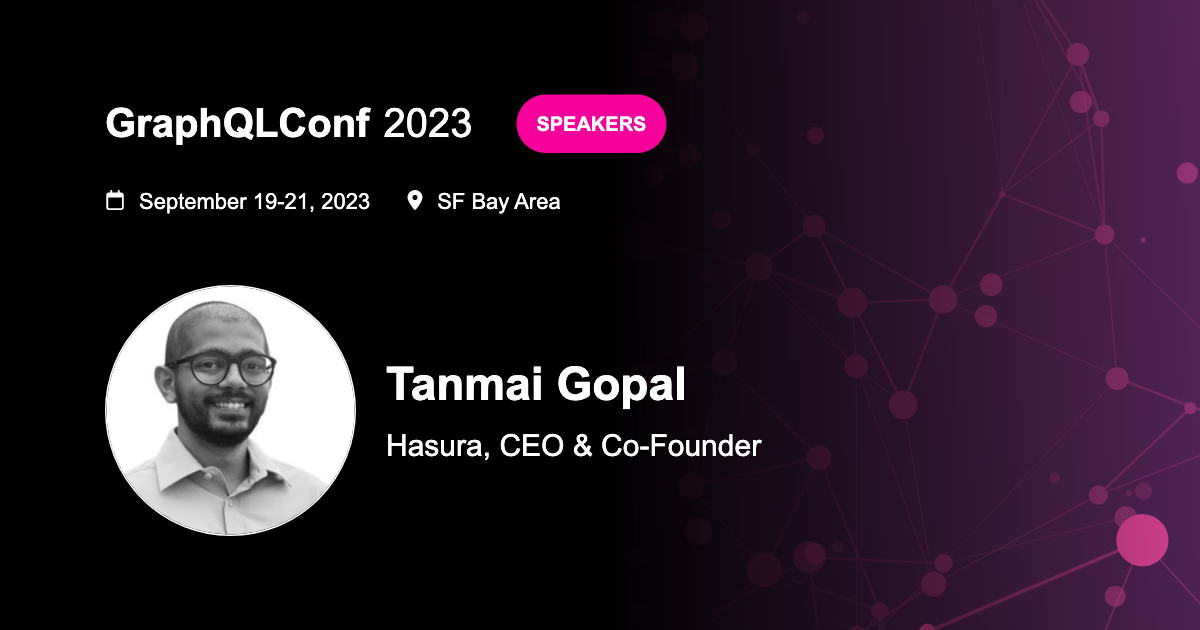 GraphQLConf 2023 SPEAKERS
September 19-21, 2023 SF Bay Area
Tanmai Gopal
Hasura, CEO & Co-Founder